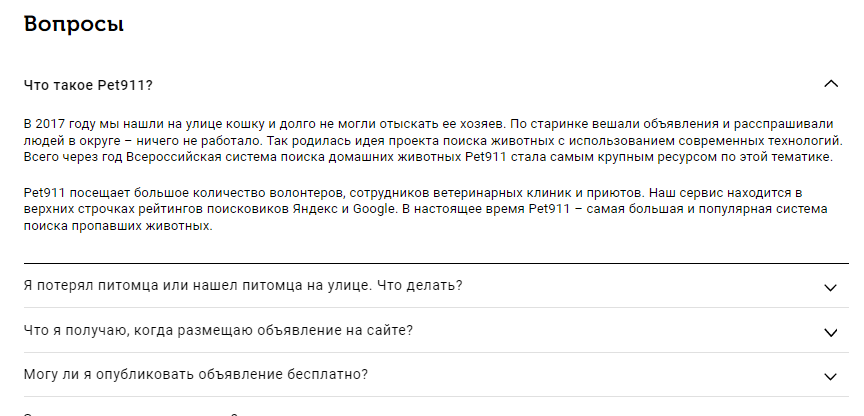 Вопросы
Что такое Pet911?
В 2017 году мы нашли на улице кошку и долго не могли отыскать ее хозяев. По старинке вешали объявления и расспрашивали
людей в округе – ничего не работало. Так родилась идея проекта поиска животных с использованием современных технологий.
Всего через год Всероссийская система поиска домашних животных Pet911 стала самым крупным ресурсом по этой тематике.
Pet911 посещает большое количество волонтеров, сотрудников ветеринарных клиник и приютов. Наш сервис находится в
верхних строчках рейтингов поисковиков Яндекс и Google. В настоящее время Pet911 – самая большая и популярная система
поиска пропавших животных.
Я потерял питомца или нашел питомца на улице. Что делать?
Что я получаю, когда размещаю объявление на сайте?
Могу ли я опубликовать объявление бесплатно?